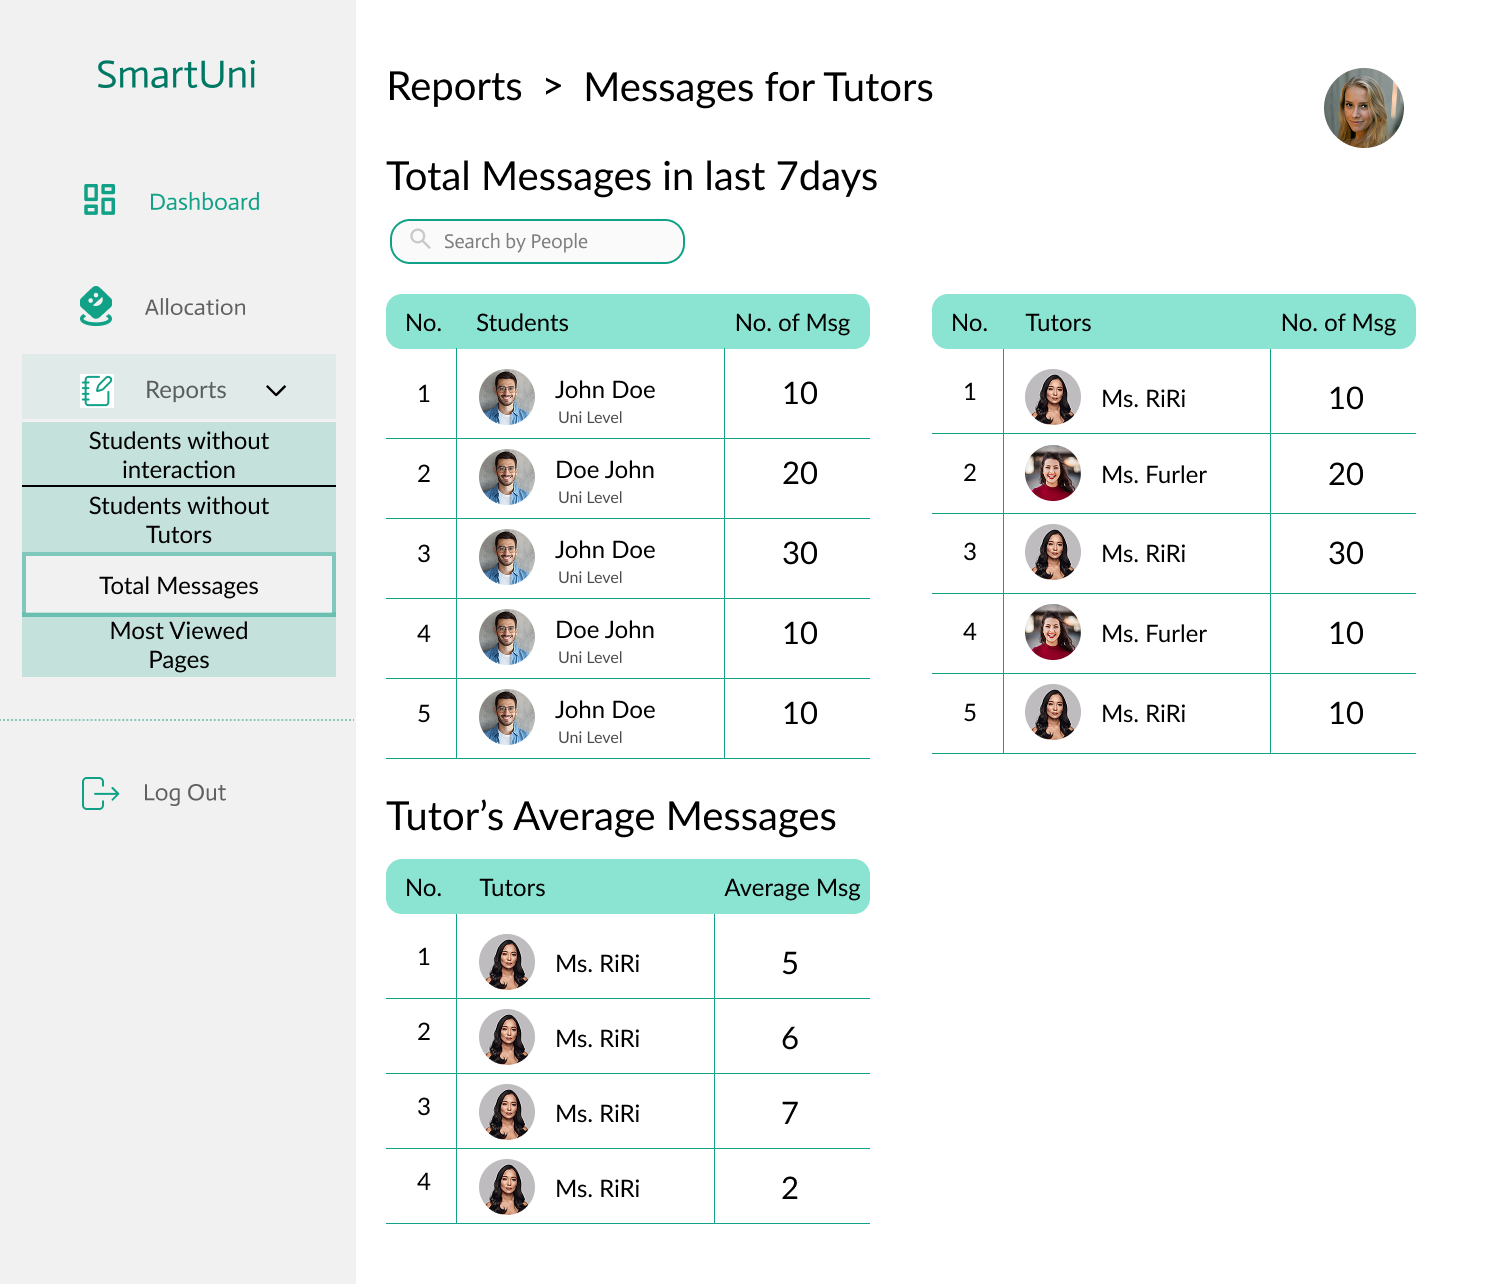 SmartUni
Dashboard
Allocation
Reports
Students without
interaction
Students without
Tutors
Total Messages
Most Viewed
Pages
Log Out
Reports > Messages for Tutors
Total Messages in last 7days
Search by People
No. Students No. of Msg
1 John Doe 10
Uni Level
2 Doe John 20
Uni Level
3 John Doe 30
Uni Level
4 Doe John 10
Uni Level
5 John Doe 10
Uni Level
No. Tutors No. of Msg
1 Ms. RiRi 10
2 Ms. Furler 20
3 Ms. RiRi 30
4 Ms. Furler 10
5 Ms. RiRi 10
Tutor’s Average Messages
No. Tutors Average Msg
1 Ms. RiRi 5
2 Ms. RiRi 6
3 Ms. RiRi 7
4 Ms. RiRi 2